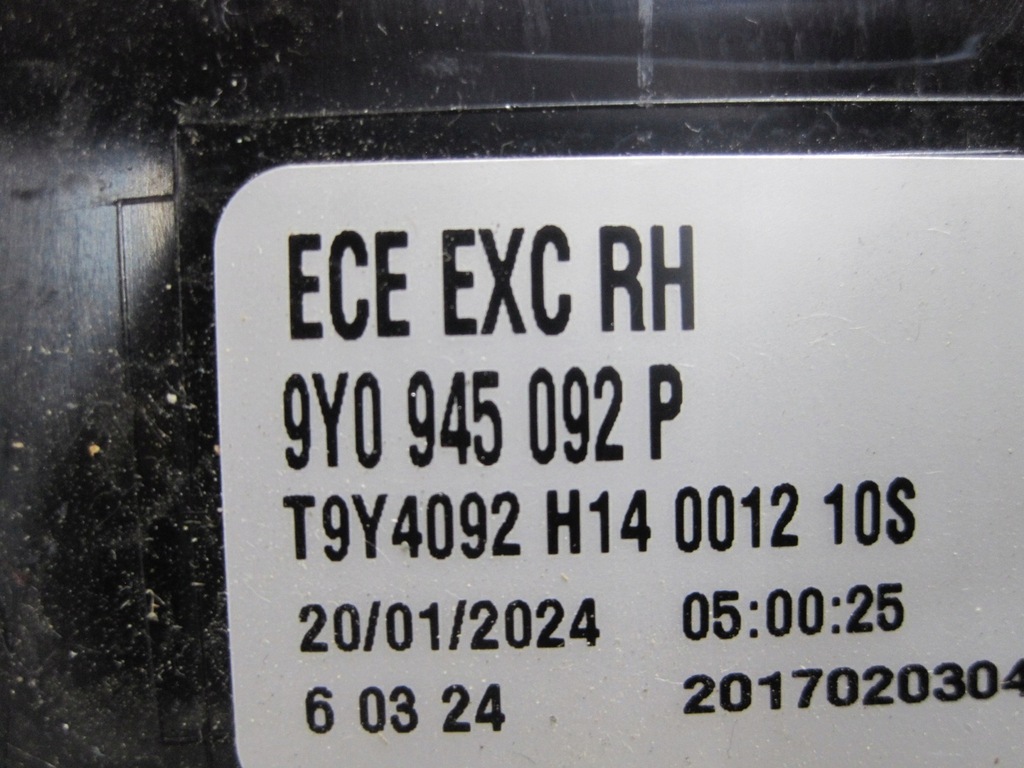 ECE EXC RH
9Y0 945 092 P
T9Y4092 H14 0012 10S
20/01/2024 05:00:25
6 03 24 2017020304